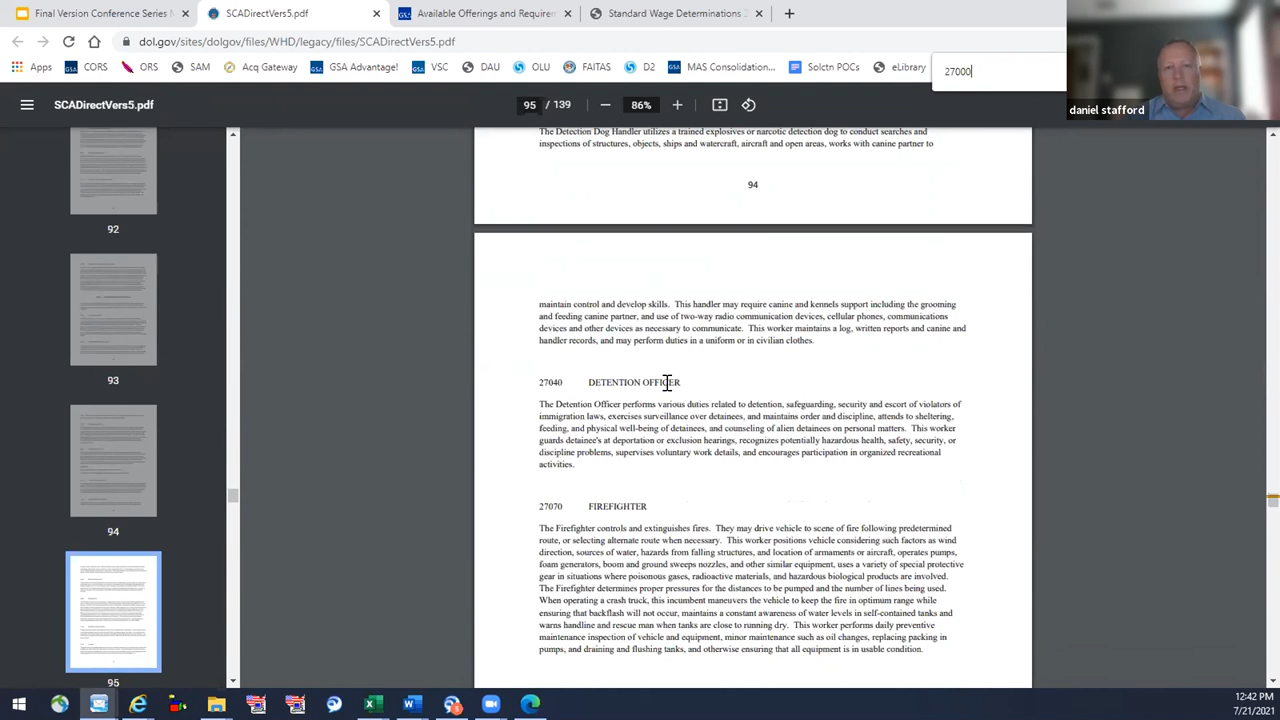 Final Version Conference Series M
SCADirectVers5.pdf
Available Offerings and Requirem
Standard Wage Determinations 2
dol.gov/sites/dolgov/files/WHD/legacy/files/SCADirectVers5.pdf
Apps
CORS
ORS
SAM
Acq Gateway
GSA Advantage!
VSC
DAU
OLU
FAITAS
D2
MAS Consolidation
Solctn POCs
eLibrary
27000
daniel stafford
SCADirectVers5.pdf
95 / 139
86%
92
93
94
95
The Detection Dog Handler utilizes a trained explosives or narcotic detection dog to conduct searches and
inspections of structures, objects, ships and watercraft, aircraft and open areas, works with canine partner to
94
maintain control and develop skills. This handler may require canine and kennels support including the grooming
and feeding canine partner, and use of two-way radio communication devices, cellular phones, communications
devices and other devices as necessary to communicate. This worker maintains a log, written reports and canine and
handler records, and may perform duties in a uniform or in civilian clothes.
27040 DETENTION OFFICER
The Detention Officer performs various duties related to detention, safeguarding, security and escort of violators of
immigration laws, exercises surveillance over detainees, and maintains order and discipline, attends to sheltering,
feeding, and physical well-being of detainees, and counseling of alien detainees on personal matters. This worker
guards detainee's at deportation or exclusion hearings, recognizes potentially hazardous health, safety, security, or
discipline problems, supervises voluntary work details, and encourages participation in organized recreational
activities.
27070 FIREFIGHTER
The Firefighter controls and extinguishes fires. They may drive vehicle to scene of fire following predetermined
route, or selecting alternate route when necessary. This worker positions vehicle considering such factors as wind
direction, sources of water, hazards from falling structures, and location of armaments or aircraft, operates pumps,
foam generators, boom and ground sweeps nozzles, and other similar equipment, uses a variety of special protective
gear in situations where poisonous gases, radioactive materials, and hazardous biological products are involved.
The Firefighter determines proper pressures for the distances to be pumped and the number of lines being used.
When operating a crash truck, this incumbent maneuvers the vehicle to keep the fire in optimum range while
ensuring that backflash will not occur, maintains a constant awareness of water levels in self-contained tanks and
warns handline and rescue man when tanks are close to running dry. This worker performs daily preventive
maintenance inspection of vehicle and equipment, minor maintenance such as oil changes, replacing packing in
pumps, and draining and flushing tanks, and otherwise ensuring that all equipment is in usable condition.
12:42 PM
7/21/2021